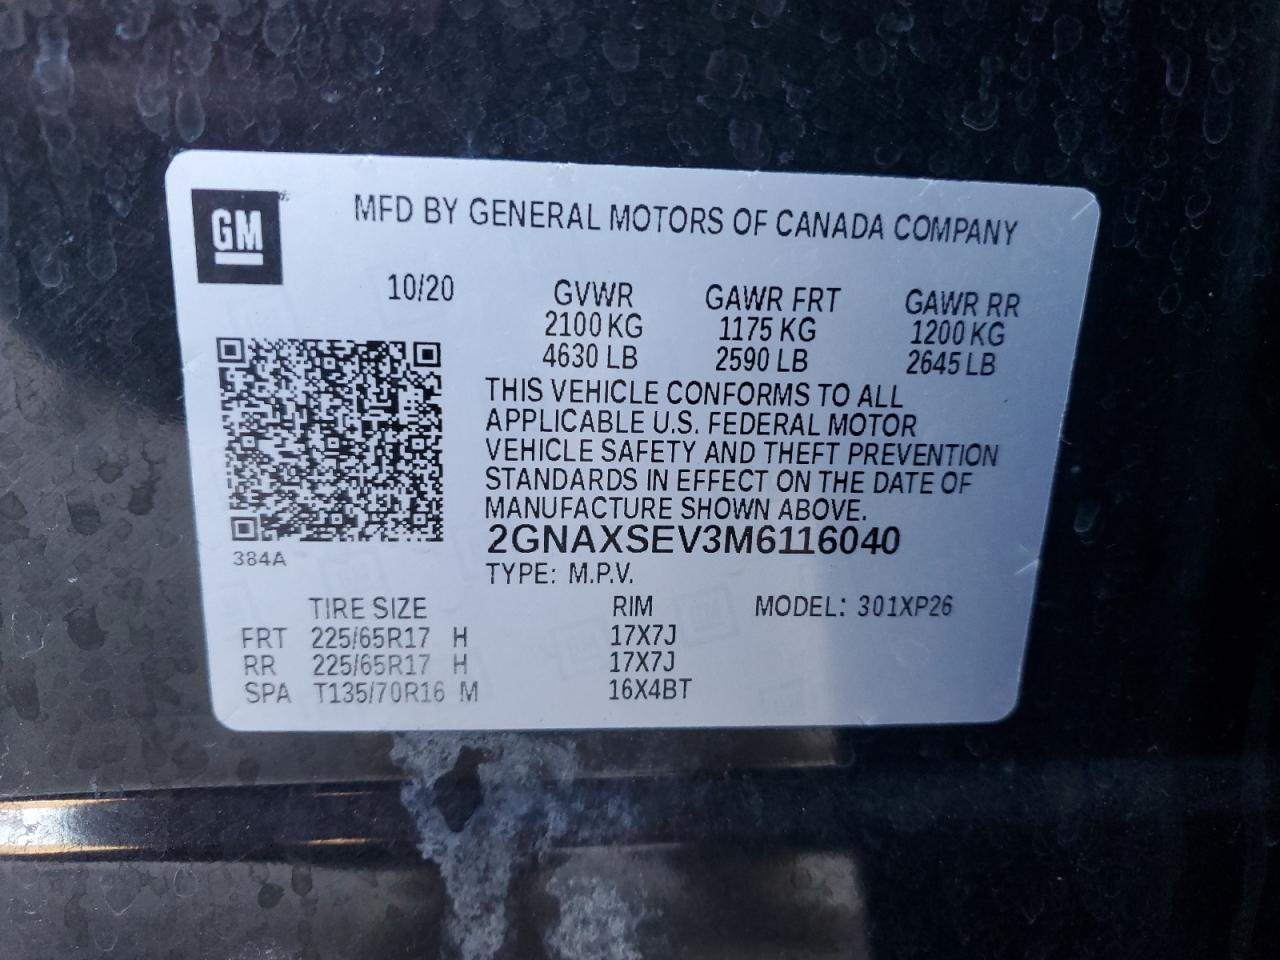 GM
MFD BY GENERAL MOTORS OF CANADA COMPANY
10/20
GVWR GAWR FRT GAWR RR
2100 KG 1175 KG 1200 KG
4630 LB 2590 LB 2645 LB
THIS VEHICLE CONFORMS TO ALL
APPLICABLE U.S. FEDERAL MOTOR
VEHICLE SAFETY AND THEFT PREVENTION
STANDARDS IN EFFECT ON THE DATE OF
MANUFACTURE SHOWN ABOVE.
2GNAXSEV3M6116040
384A
TYPE: M.P.V.
TIRE SIZE RIM MODEL: 301XP26
FRT 225/65R17 H 17X7J
RR 225/65R17 H 17X7J
SPA T135/70R16 M 16X4BT